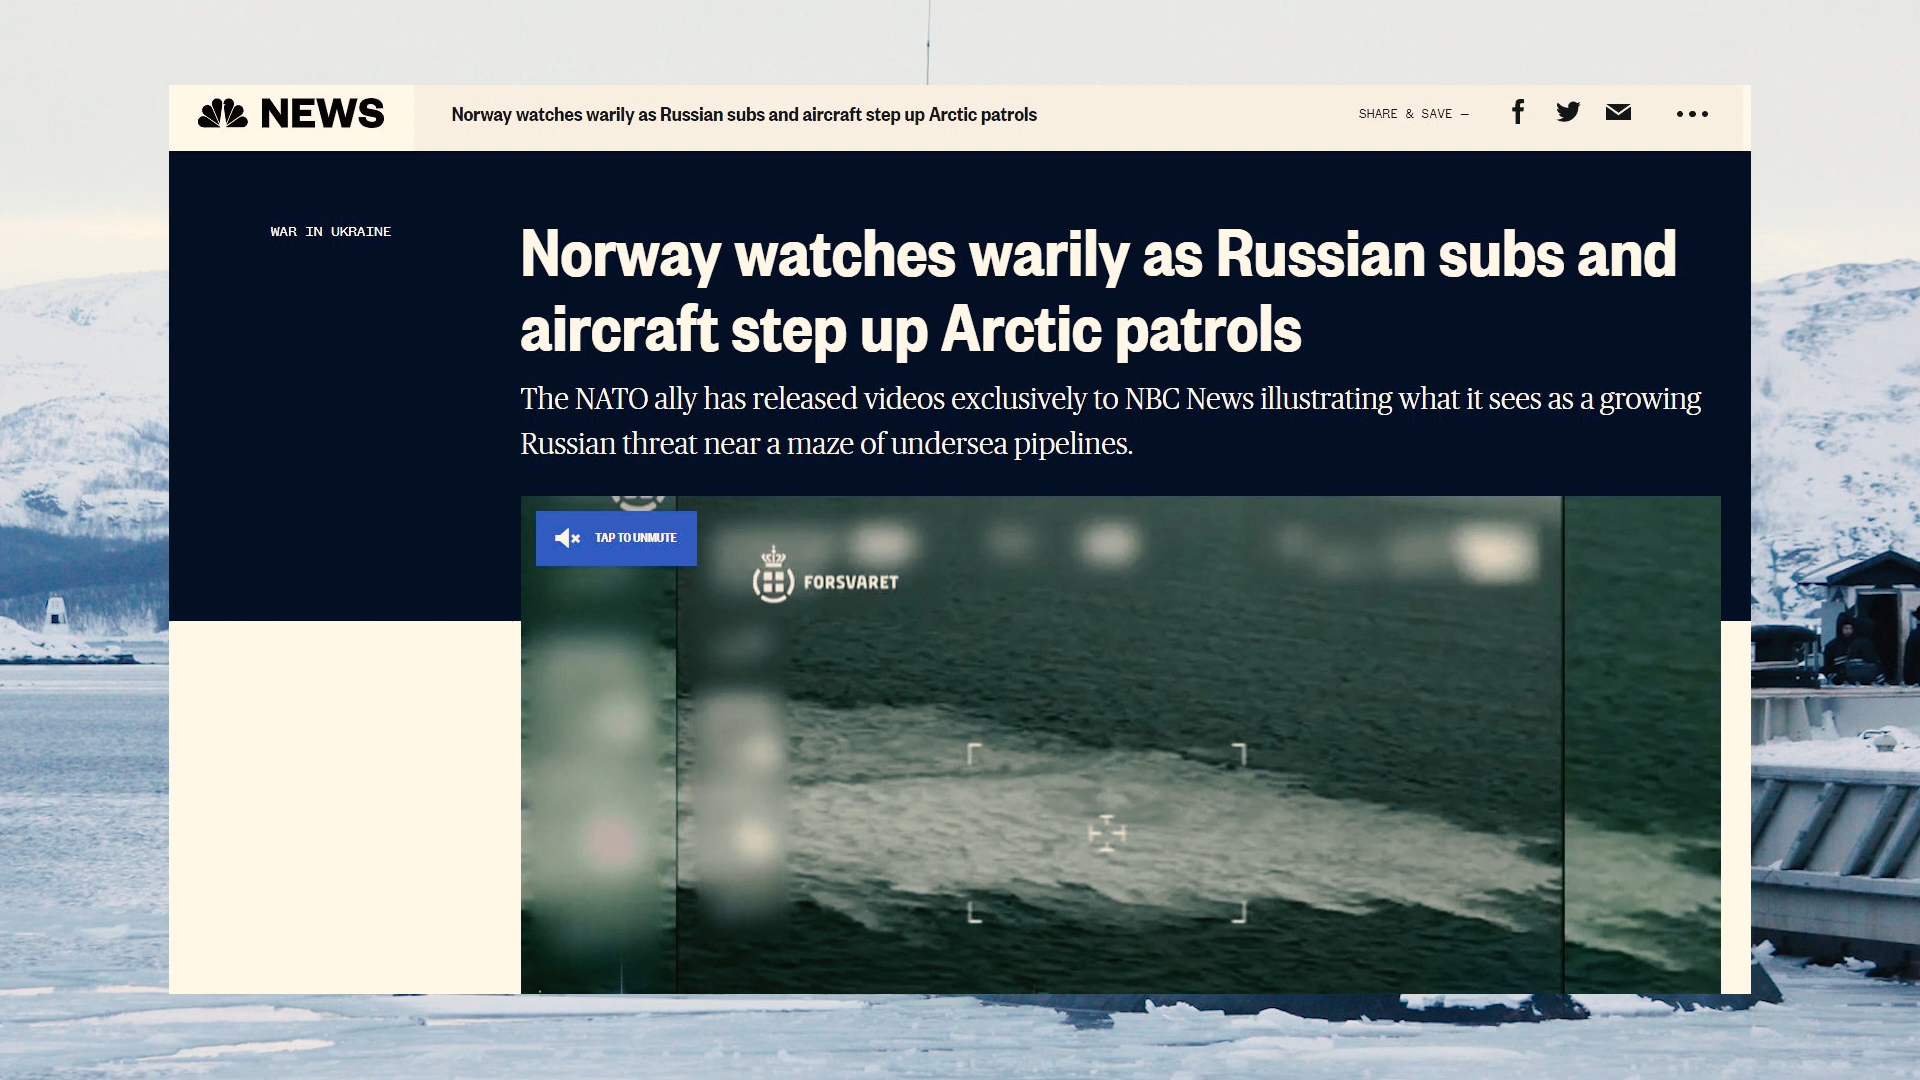 NEWS
Norway watches warily as Russian subs and aircraft step up Arctic patrols
SHARE & SAVE —
WAR IN UKRAINE
Norway watches warily as Russian subs and
aircraft step up Arctic patrols
The NATO ally has released videos exclusively to NBC News illustrating what it sees as a growing
Russian threat near a maze of undersea pipelines.
TAP TO UNMUTE
FORSVARET